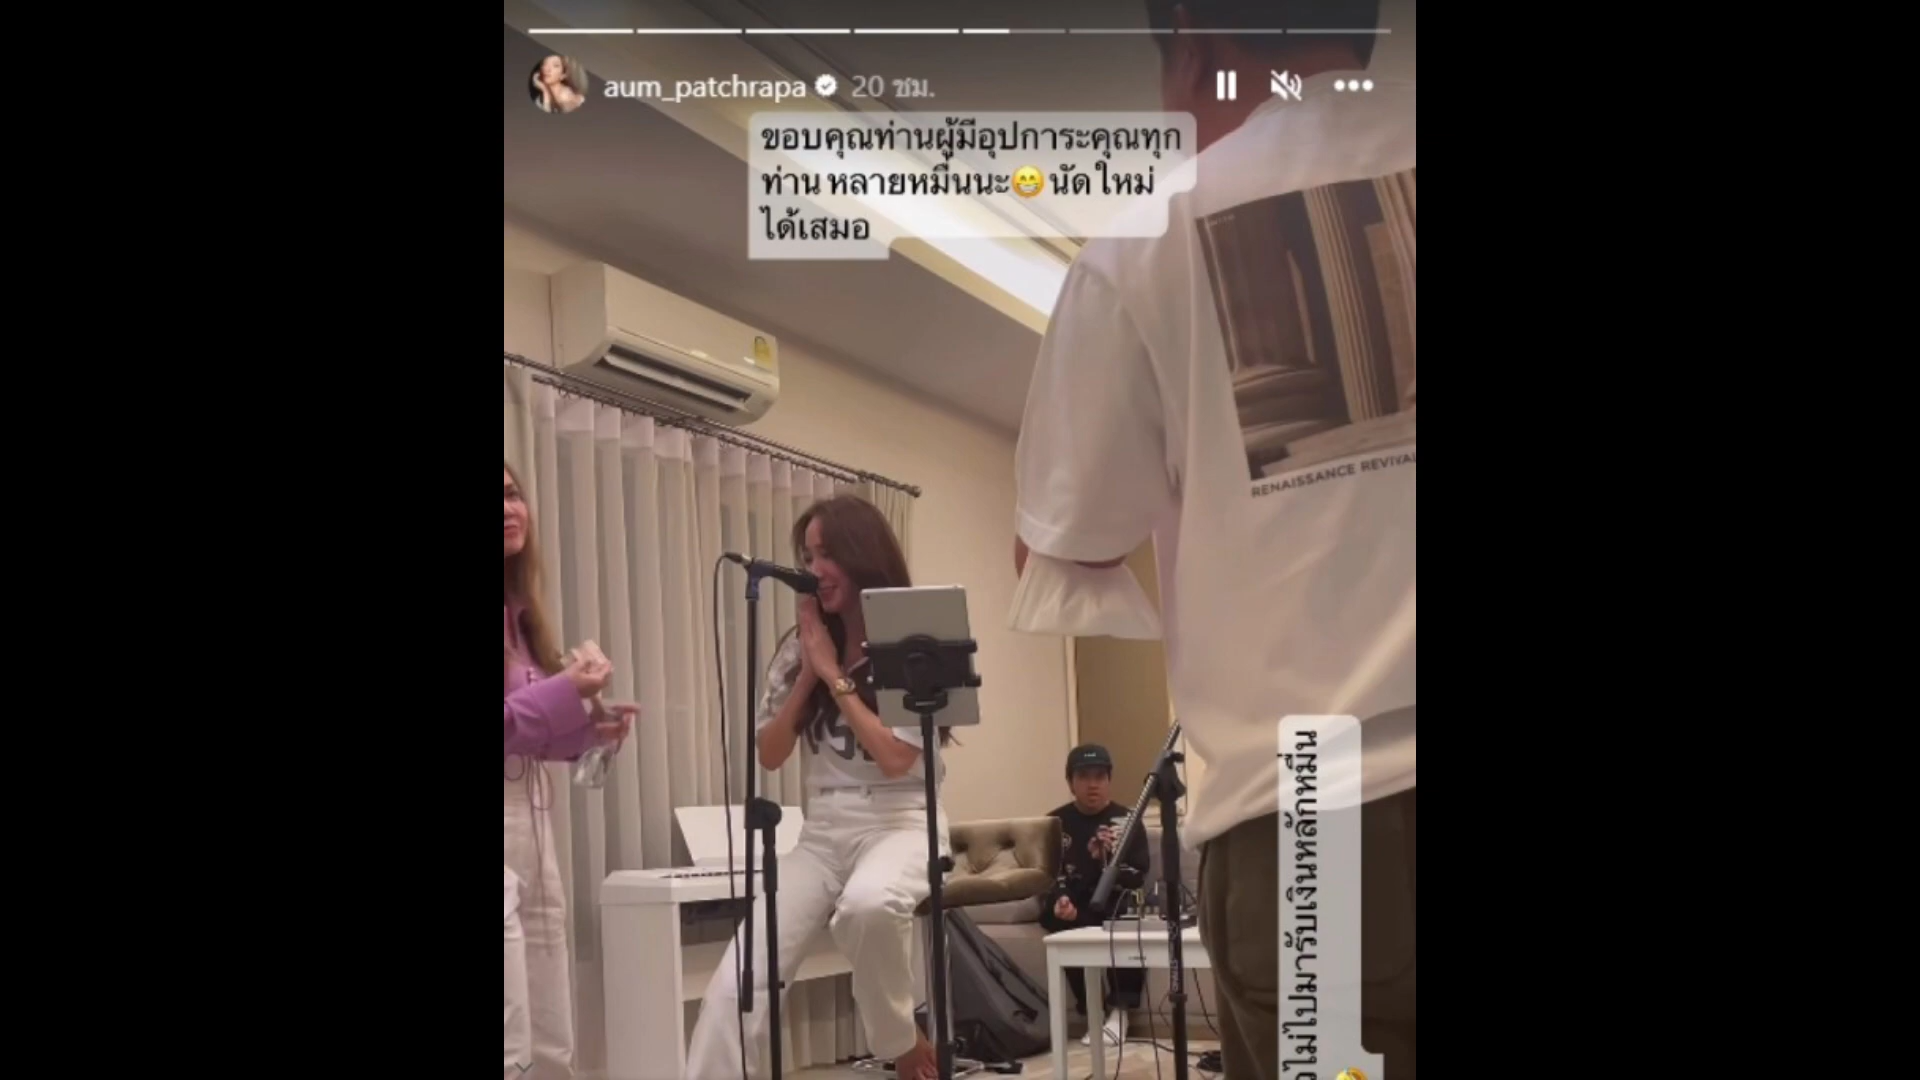 aum_patchrapa 20 ชม.
ขอบคุณท่านผู้มีอุปการะคุณทุก
ท่าน หลายหมื่นนะ😁 นัดใหม่
ได้เสมอ
RENAISSANCE REVIVAL
ไม่ไปมารับเงินหลักหมื่น